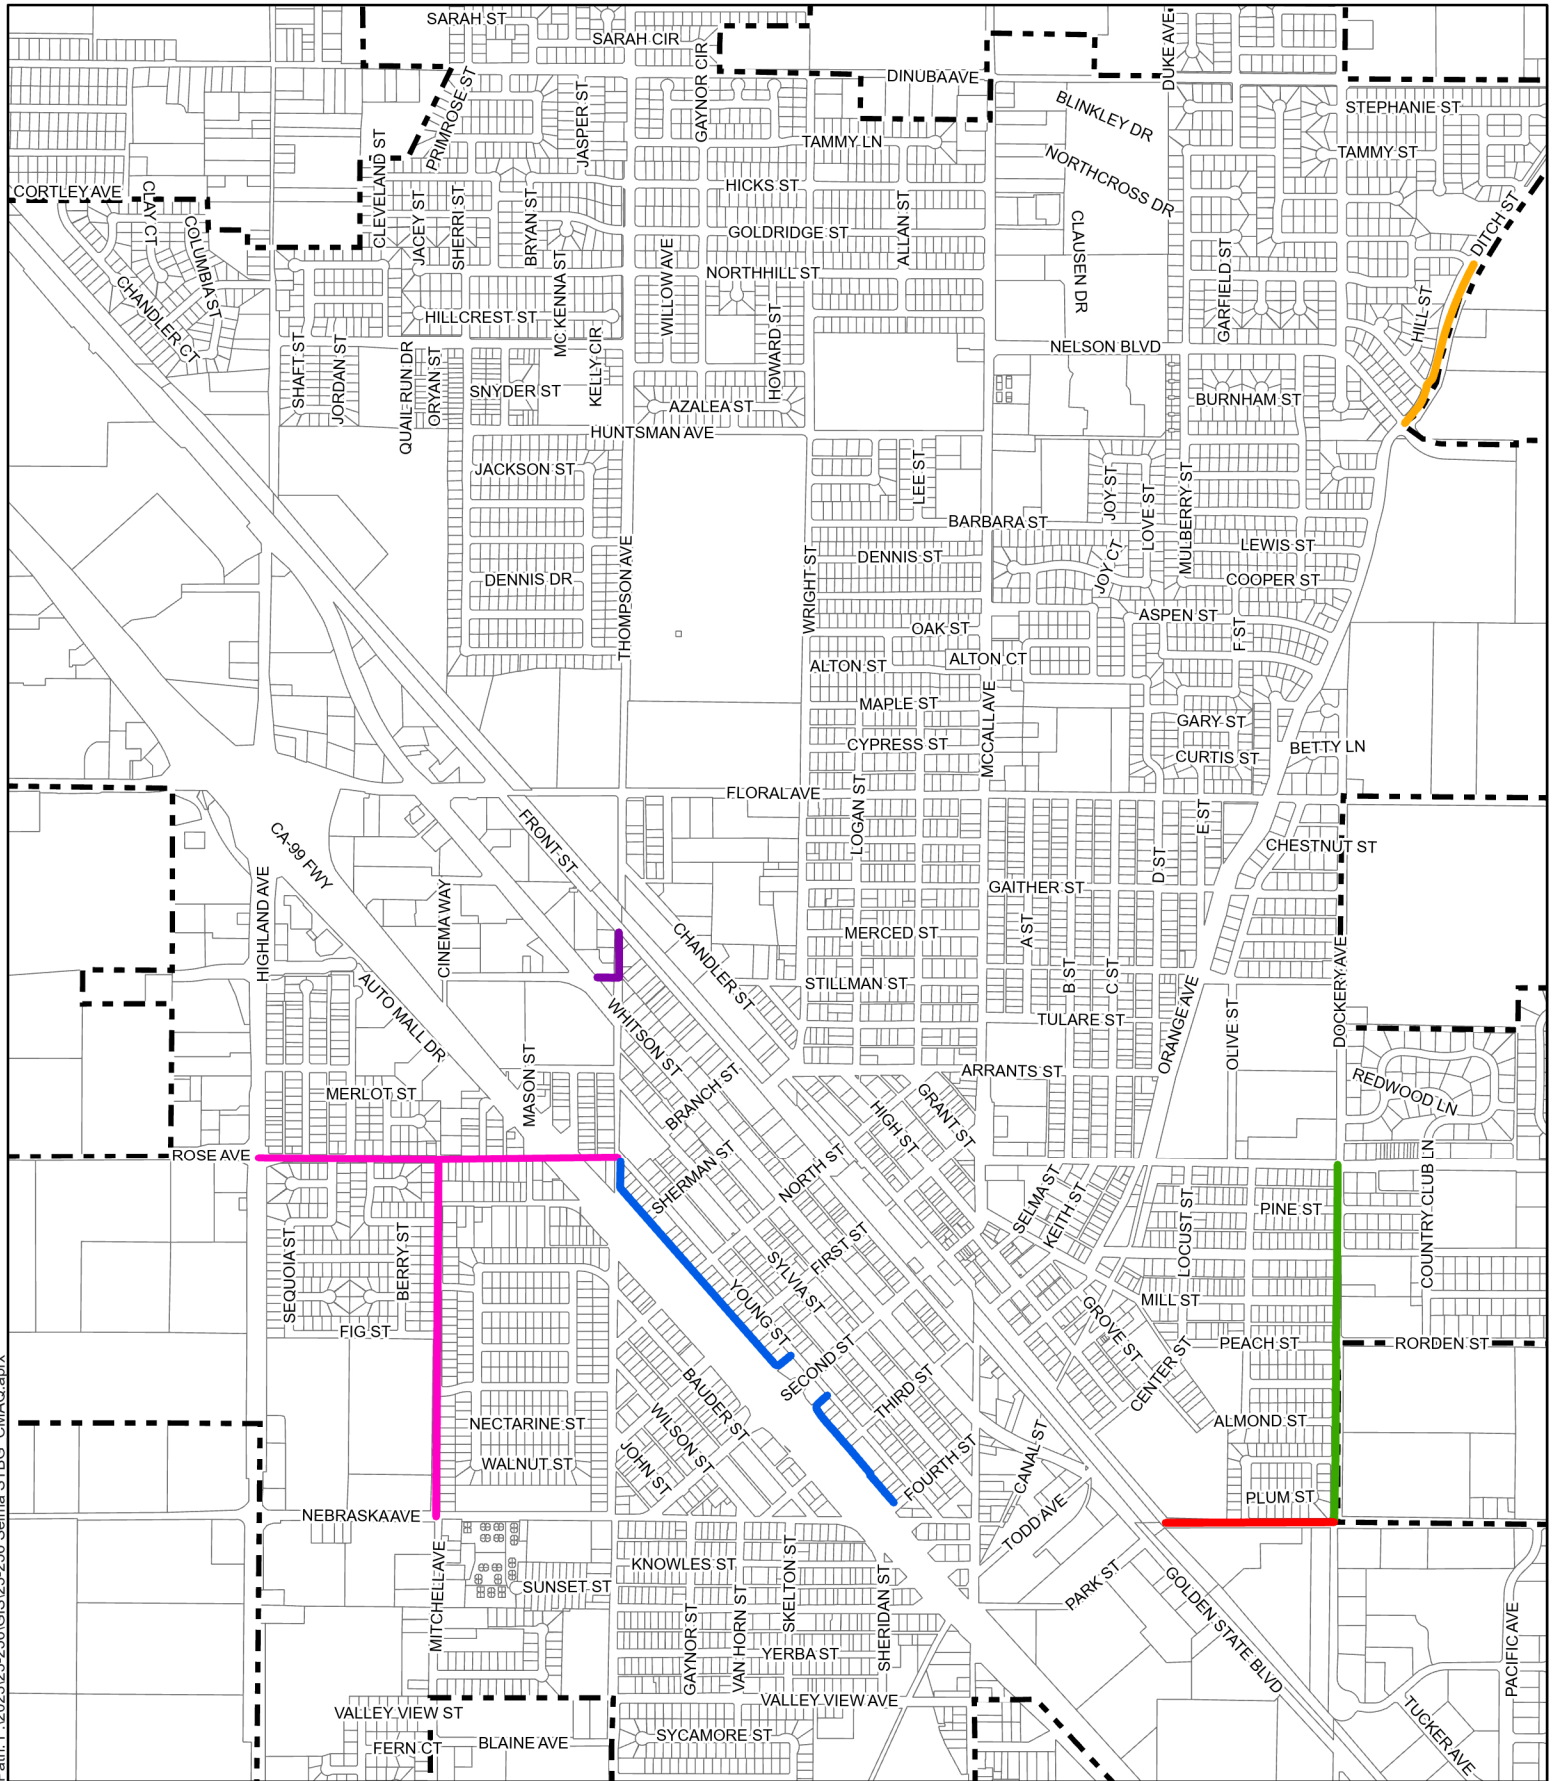 SARAH ST
SARAH CIR
DUKE AVE
GAYNOR CIR
DINUBA AVE
PRIMROSE ST
JASPER ST
BLINKLEY DR
STEPHANIE ST
CLEVELAND ST
TAMMY LN
TAMMY ST
NORTHCROSS DR
CORTLEY AVE
CLAY CT
HICKS ST
JACEY ST
SHERRI ST
BRYAN ST
ALLAN ST
DITCH ST
COLUMBIA ST
GOLDRIDGE ST
CLAUSEN DR
NORTHHILL ST
WILLOW AVE
GARFIELD ST
MC KENNA ST
CHANDLER CT
HILLCREST ST
HILL ST
HOWARD ST
NELSON BLVD
SHAFT ST
JORDAN ST
QUAIL RUN DR
ORYAN ST
KELLY CIR
SNYDER ST
AZALEA ST
BURNHAM ST
HUNTSMAN AVE
JACKSON ST
LEE ST
JOY ST
LOVE ST
MULBERRY ST
BARBARA ST
DENNIS ST
LEWIS ST
DENNIS DR
THOMPSON AVE
WRIGHT ST
JOY CT
COOPER ST
ASPEN ST
OAK ST
F ST
ALTON ST
ALTON CT
MAPLE ST
MCCALL AVE
GARY ST
CYPRESS ST
BETTY LN
CURTIS ST
FLORAL AVE
LOGAN ST
E ST
FRONT ST
CA-99 FWY
CHESTNUT ST
D ST
GAITHER ST
HIGHLAND AVE
CINEMA WAY
A ST
MERCED ST
CHANDLER ST
B ST
C ST
STILLMAN ST
DOCKERY AVE
AUTO MALL DR
WHITSON ST
TULARE ST
ORANGE AVE
OLIVE ST
ARRANTS ST
MASON ST
BRANCH ST
MERLOT ST
HIGH ST
GRANT ST
REDWOOD LN
ROSE AVE
SHERMAN ST
NORTH ST
SELMA ST
KEITH ST
LOCUST ST
PINE ST
COUNTRY CLUB LN
SEQUOIA ST
BERRY ST
FIRST ST
SYLVIA ST
YOUNG ST
MILL ST
FIG ST
GROVE ST
PEACH ST
RORDEN ST
SECOND ST
CENTER ST
BAUDER ST
THIRD ST
NECTARINE ST
WILSON ST
ALMOND ST
JOHN ST
WALNUT ST
FOURTH ST
CANAL ST
PLUM ST
NEBRASKA AVE
TODD AVE
MITCHELL AVE
KNOWLES ST
SKELTON ST
SHERIDAN ST
PARK ST
SUNSET ST
GOLDEN STATE BLVD
GAYNOR ST
VAN HORN ST
YERBA ST
PACIFIC AVE
VALLEY VIEW AVE
VALLEY VIEW ST
SYCAMORE ST
BLAINE AVE
FERN CT
TUCKER AVE